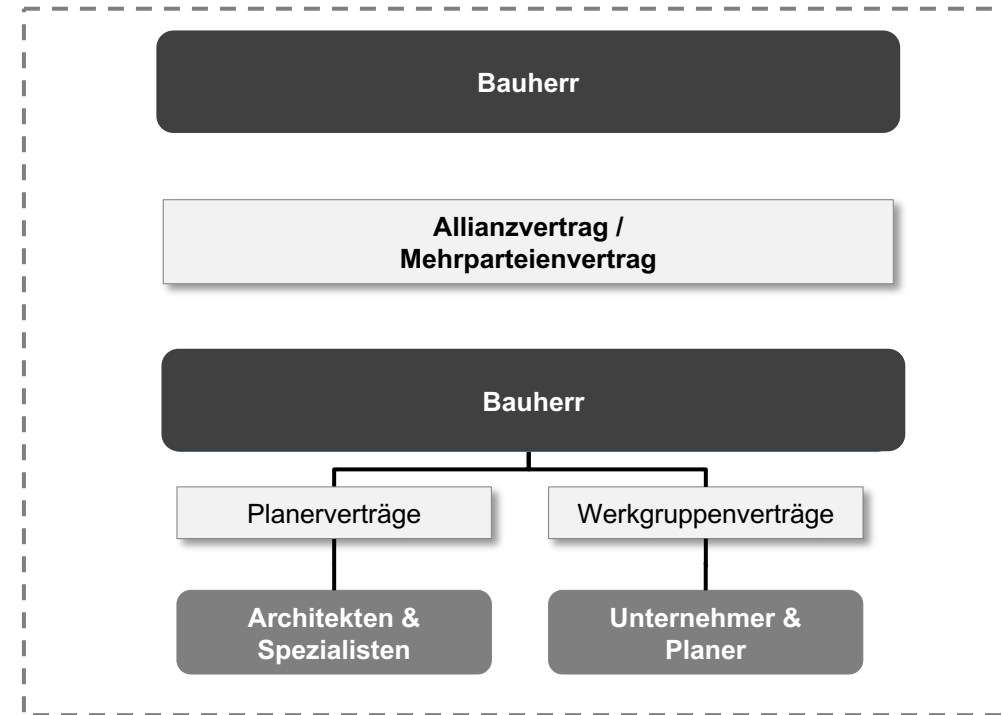 Bauherr
Allianzvertrag /
Mehrparteienvertrag
Bauherr
Planerverträge
Werkgruppenverträge
Architekten &
Spezialisten
Unternehmer &
Planer